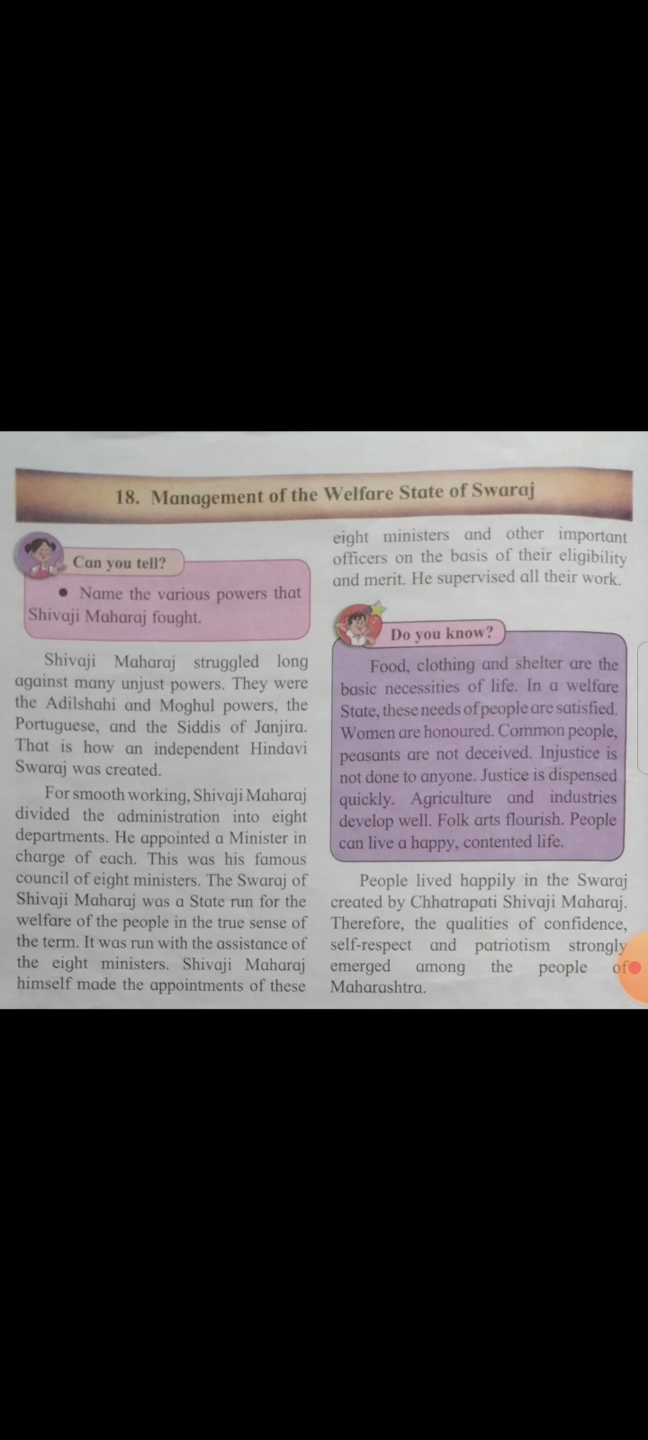 18. Management of the Welfare State of Swaraj
Can you tell?
● Name the various powers that
Shivaji Maharaj fought.
Shivaji Maharaj struggled long
against many unjust powers. They were
the Adilshahi and Moghul powers, the
Portuguese, and the Siddis of Janjira.
That is how an independent Hindavi
Swaraj was created.
For smooth working, Shivaji Maharaj
divided the administration into eight
departments. He appointed a Minister in
charge of each. This was his famous
council of eight ministers. The Swaraj of
Shivaji Maharaj was a State run for the
welfare of the people in the true sense of
the term. It was run with the assistance of
the eight ministers. Shivaji Maharaj
himself made the appointments of these
eight ministers and other important
officers on the basis of their eligibility
and merit. He supervised all their work.
Do you know?
Food, clothing and shelter are the
basic necessities of life. In a welfare
State, these needs of people are satisfied.
Women are honoured. Common people,
peasants are not deceived. Injustice is
not done to anyone. Justice is dispensed
quickly. Agriculture and industries
develop well. Folk arts flourish. People
can live a happy, contented life.
People lived happily in the Swaraj
created by Chhatrapati Shivaji Maharaj.
Therefore, the qualities of confidence,
self-respect and patriotism strongly
emerged among the people of
Maharashtra.